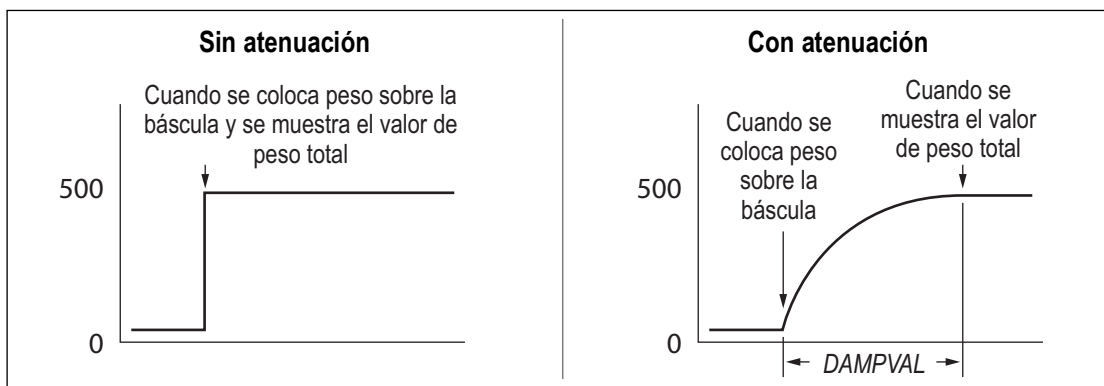 Sin atenuación
Cuando se coloca peso sobre la
báscula y se muestra el valor de
peso total
500
0
Con atenuación
Cuando se
coloca peso
sobre la
báscula
Cuando se
muestra el valor
de peso total
500
0
DAMPVAL